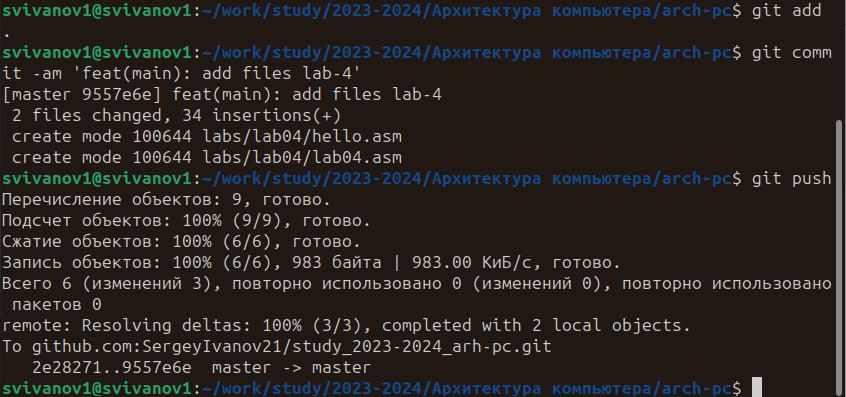 svivanov1@svivanov1:~/work/study/2023-2024/Архитектура компьютера/arch-pc$ git add
.
svivanov1@svivanov1:~/work/study/2023-2024/Архитектура компьютера/arch-pc$ git comm
it -am 'feat(main): add files lab-4'
[master 9557e6e] feat(main): add files lab-4
 2 files changed, 34 insertions(+)
 create mode 100644 labs/lab04/hello.asm
 create mode 100644 labs/lab04/lab04.asm
svivanov1@svivanov1:~/work/study/2023-2024/Архитектура компьютера/arch-pc$ git push
Перечисление объектов: 9, готово.
Подсчет объектов: 100% (9/9), готово.
Сжатие объектов: 100% (6/6), готово.
Запись объектов: 100% (6/6), 983 байта | 983.00 КиБ/с, готово.
Всего 6 (изменений 3), повторно использовано 0 (изменений 0), повторно использовано
 пакетов 0
remote: Resolving deltas: 100% (3/3), completed with 2 local objects.
To github.com:SergeyIvanov21/study_2023-2024_arh-pc.git
   2e28271..9557e6e  master -> master
svivanov1@svivanov1:~/work/study/2023-2024/Архитектура компьютера/arch-pc$